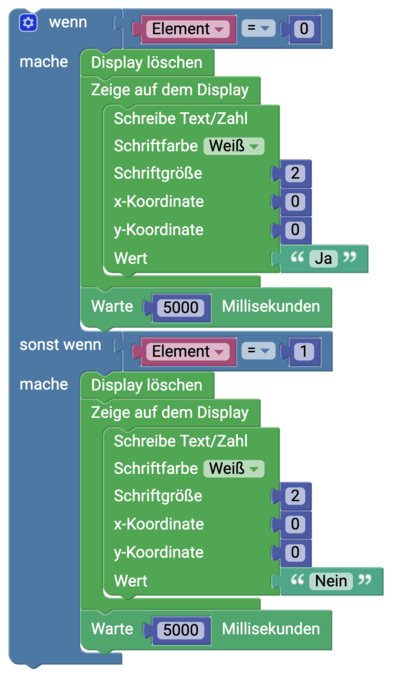 wenn Element = 0
mache Display löschen
Zeige auf dem Display
Schreibe Text/Zahl
Schriftfarbe Weiß
Schriftgröße 2
x-Koordinate 0
y-Koordinate 0
Wert “ Ja ”
Warte 5000 Millisekunden
sonst wenn Element = 1
mache Display löschen
Zeige auf dem Display
Schreibe Text/Zahl
Schriftfarbe Weiß
Schriftgröße 2
x-Koordinate 0
y-Koordinate 0
Wert “ Nein ”
Warte 5000 Millisekunden